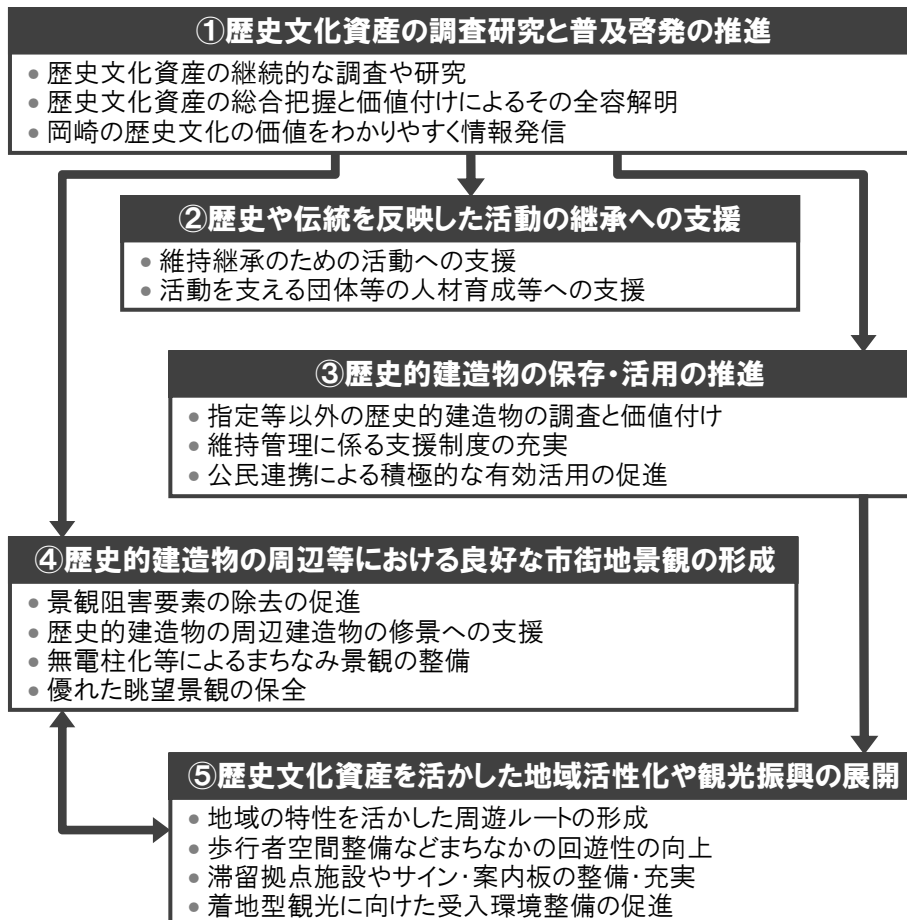 ①歴史文化資産の調査研究と普及啓発の推進
● 歴史文化資産の継続的な調査や研究
● 歴史文化資産の総合把握と価値付けによるその全容解明
● 岡崎の歴史文化の価値をわかりやすく情報発信
②歴史や伝統を反映した活動の継承への支援
● 維持継承のための活動への支援
● 活動を支える団体等の人材育成等への支援
③歴史的建造物の保存・活用の推進
● 指定等以外の歴史的建造物の調査と価値付け
● 維持管理に係る支援制度の充実
● 公民連携による積極的な有効活用の促進
④歴史的建造物の周辺等における良好な市街地景観の形成
● 景観阻害要素の除去の促進
● 歴史的建造物の周辺建造物の修景への支援
● 無電柱化等によるまちなみ景観の整備
● 優れた眺望景観の保全
⑤歴史文化資産を活かした地域活性化や観光振興の展開
● 地域の特性を活かした周遊ルートの形成
● 歩行者空間整備などまちなかの回遊性の向上
● 滞留拠点施設やサイン・案内板の整備・充実
● 着地型観光に向けた受入環境整備の促進